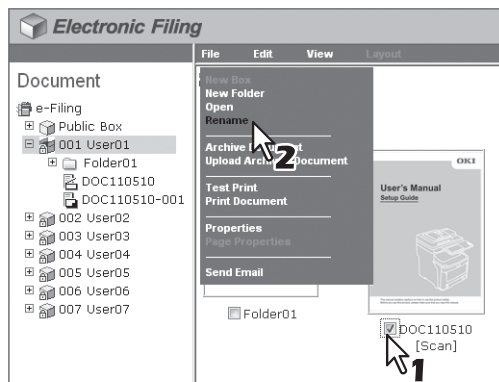 Electronic Filing
File Edit View Layout
Document
e-Filing
Public Box
001 User01
Folder01
DOC110510
DOC110510-001
002 User02
003 User03
004 User04
005 User05
006 User06
007 User07
New Box
New Folder
Open
Rename
Archive Document
Upload Archive Document
Test Print
Print Document
Properties
Page Properties
Send Email
2
Folder01
OKI
User's Manual
Setup Guide
DOC110510
[Scan]
1